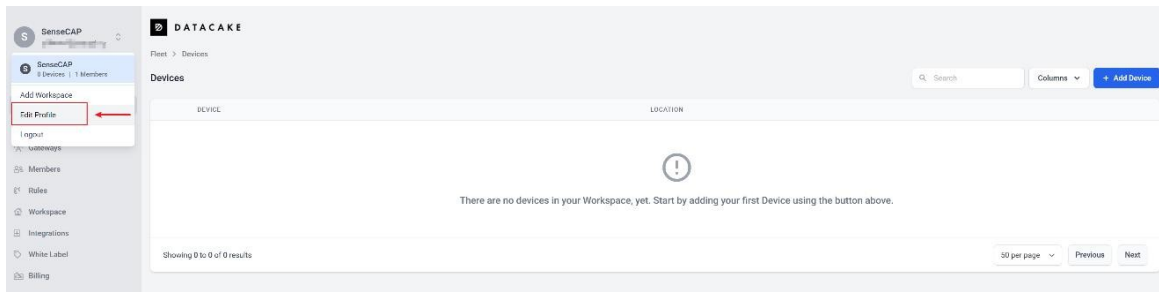 S
SenseCAP
DATACAKE
Fleet > Devices
S
SenseCAP
0 Devices | 1 Members
Devices
Search
Columns
+ Add Device
Add Workspace
Edit Profile
DEVICE
LOCATION
Logout
Gateways
Members
There are no devices in your Workspace, yet. Start by adding your first Device using the button above.
Rules
Workspace
Integrations
White Label
Showing 0 to 0 of 0 results
50 per page
Previous
Next
Billing